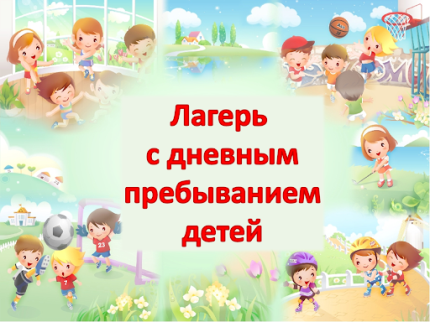 Лагерь
с дневным
пребыванием
детей